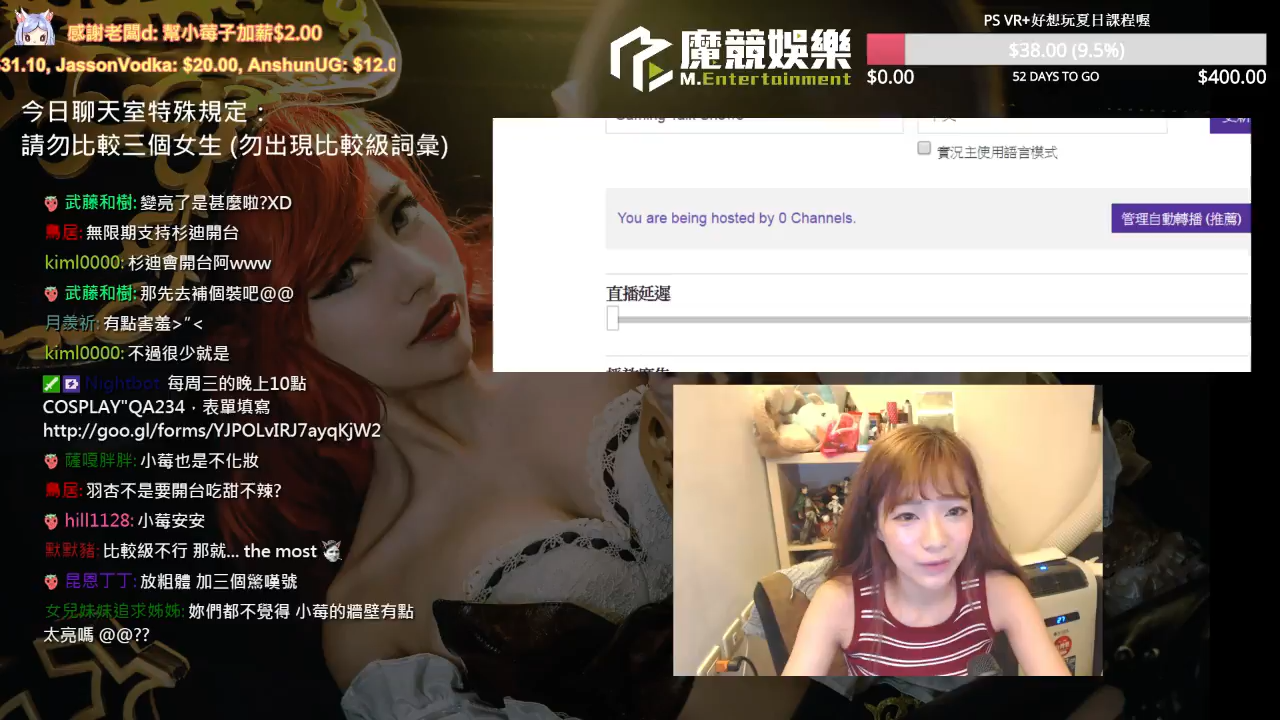 感謝老闆d: 幫小莓子加薪$2.00
31.10, JassonVodka: $20.00, AnshunUG: $12.0
魔競娛樂
M.Entertainment
PS VR+好想玩夏日課程喔
$38.00 (9.5%)
$0.00
52 DAYS TO GO
$400.00
今日聊天室特殊規定：
請勿比較三個女生 (勿出現比較級詞彙)
武藤和樹: 變亮了是甚麼啦?XD
鳥居: 無限期支持杉迪開台
kiml0000: 杉迪會開台阿www
武藤和樹: 那先去補個裝吧@@
月羨祈: 有點害羞>"<
kiml0000: 不過很少就是
Nightbot 每周三的晚上10點
COSPLAY"QA234，表單填寫
http://goo.gl/forms/YJPOLvIRJ7ayqKjW2
薩嘎胖胖: 小莓也是不化妝
鳥居: 羽杏不是要開台吃甜不辣?
hill1128: 小莓安安
默默豬: 比較級不行 那就... the most
昆恩丁丁: 放粗體 加三個驚嘆號
女兒妹妹追求姊姊: 妳們都不覺得 小莓的牆壁有點
太亮嗎 @@??
更新
實況主使用語言模式
You are being hosted by 0 Channels.
管理自動轉播 (推薦)
直播延遲